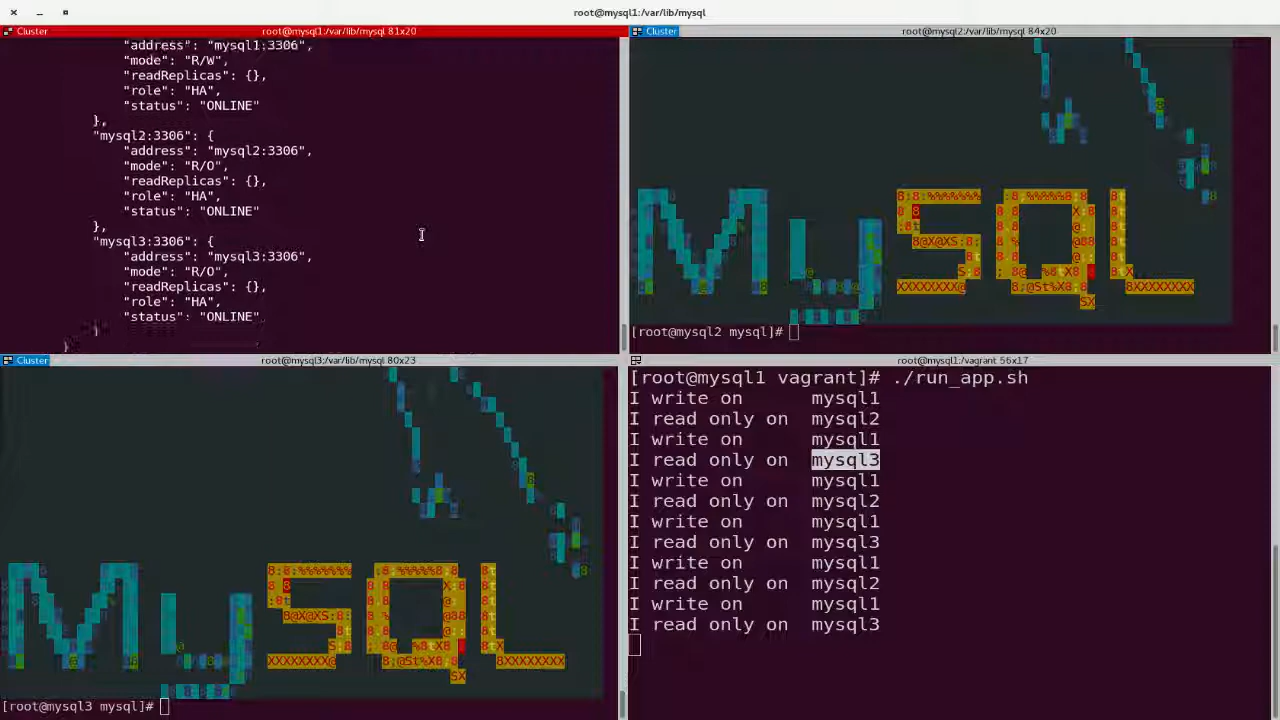 root@mysql1:/var/lib/mysql
Cluster
root@mysql1:/var/lib/mysql 81x20
"address": "mysql1:3306",
"mode": "R/W",
"readReplicas": {},
"role": "HA",
"status": "ONLINE"
},
"mysql2:3306": {
"address": "mysql2:3306",
"mode": "R/O",
"readReplicas": {},
"role": "HA",
"status": "ONLINE"
},
"mysql3:3306": {
"address": "mysql3:3306",
"mode": "R/O",
"readReplicas": {},
"role": "HA",
"status": "ONLINE"
}
}
Cluster
root@mysql2:/var/lib/mysql 84x20
MySQL
[root@mysql2 mysql]#
Cluster
root@mysql3:/var/lib/mysql 80x23
MySQL
[root@mysql3 mysql]#
root@mysql1:/vagrant 56x17
[root@mysql1 vagrant]# ./run_app.sh
I write on mysql1
I read only on mysql2
I write on mysql1
I read only on mysql3
I write on mysql1
I read only on mysql2
I write on mysql1
I read only on mysql3
I write on mysql1
I read only on mysql2
I write on mysql1
I read only on mysql3